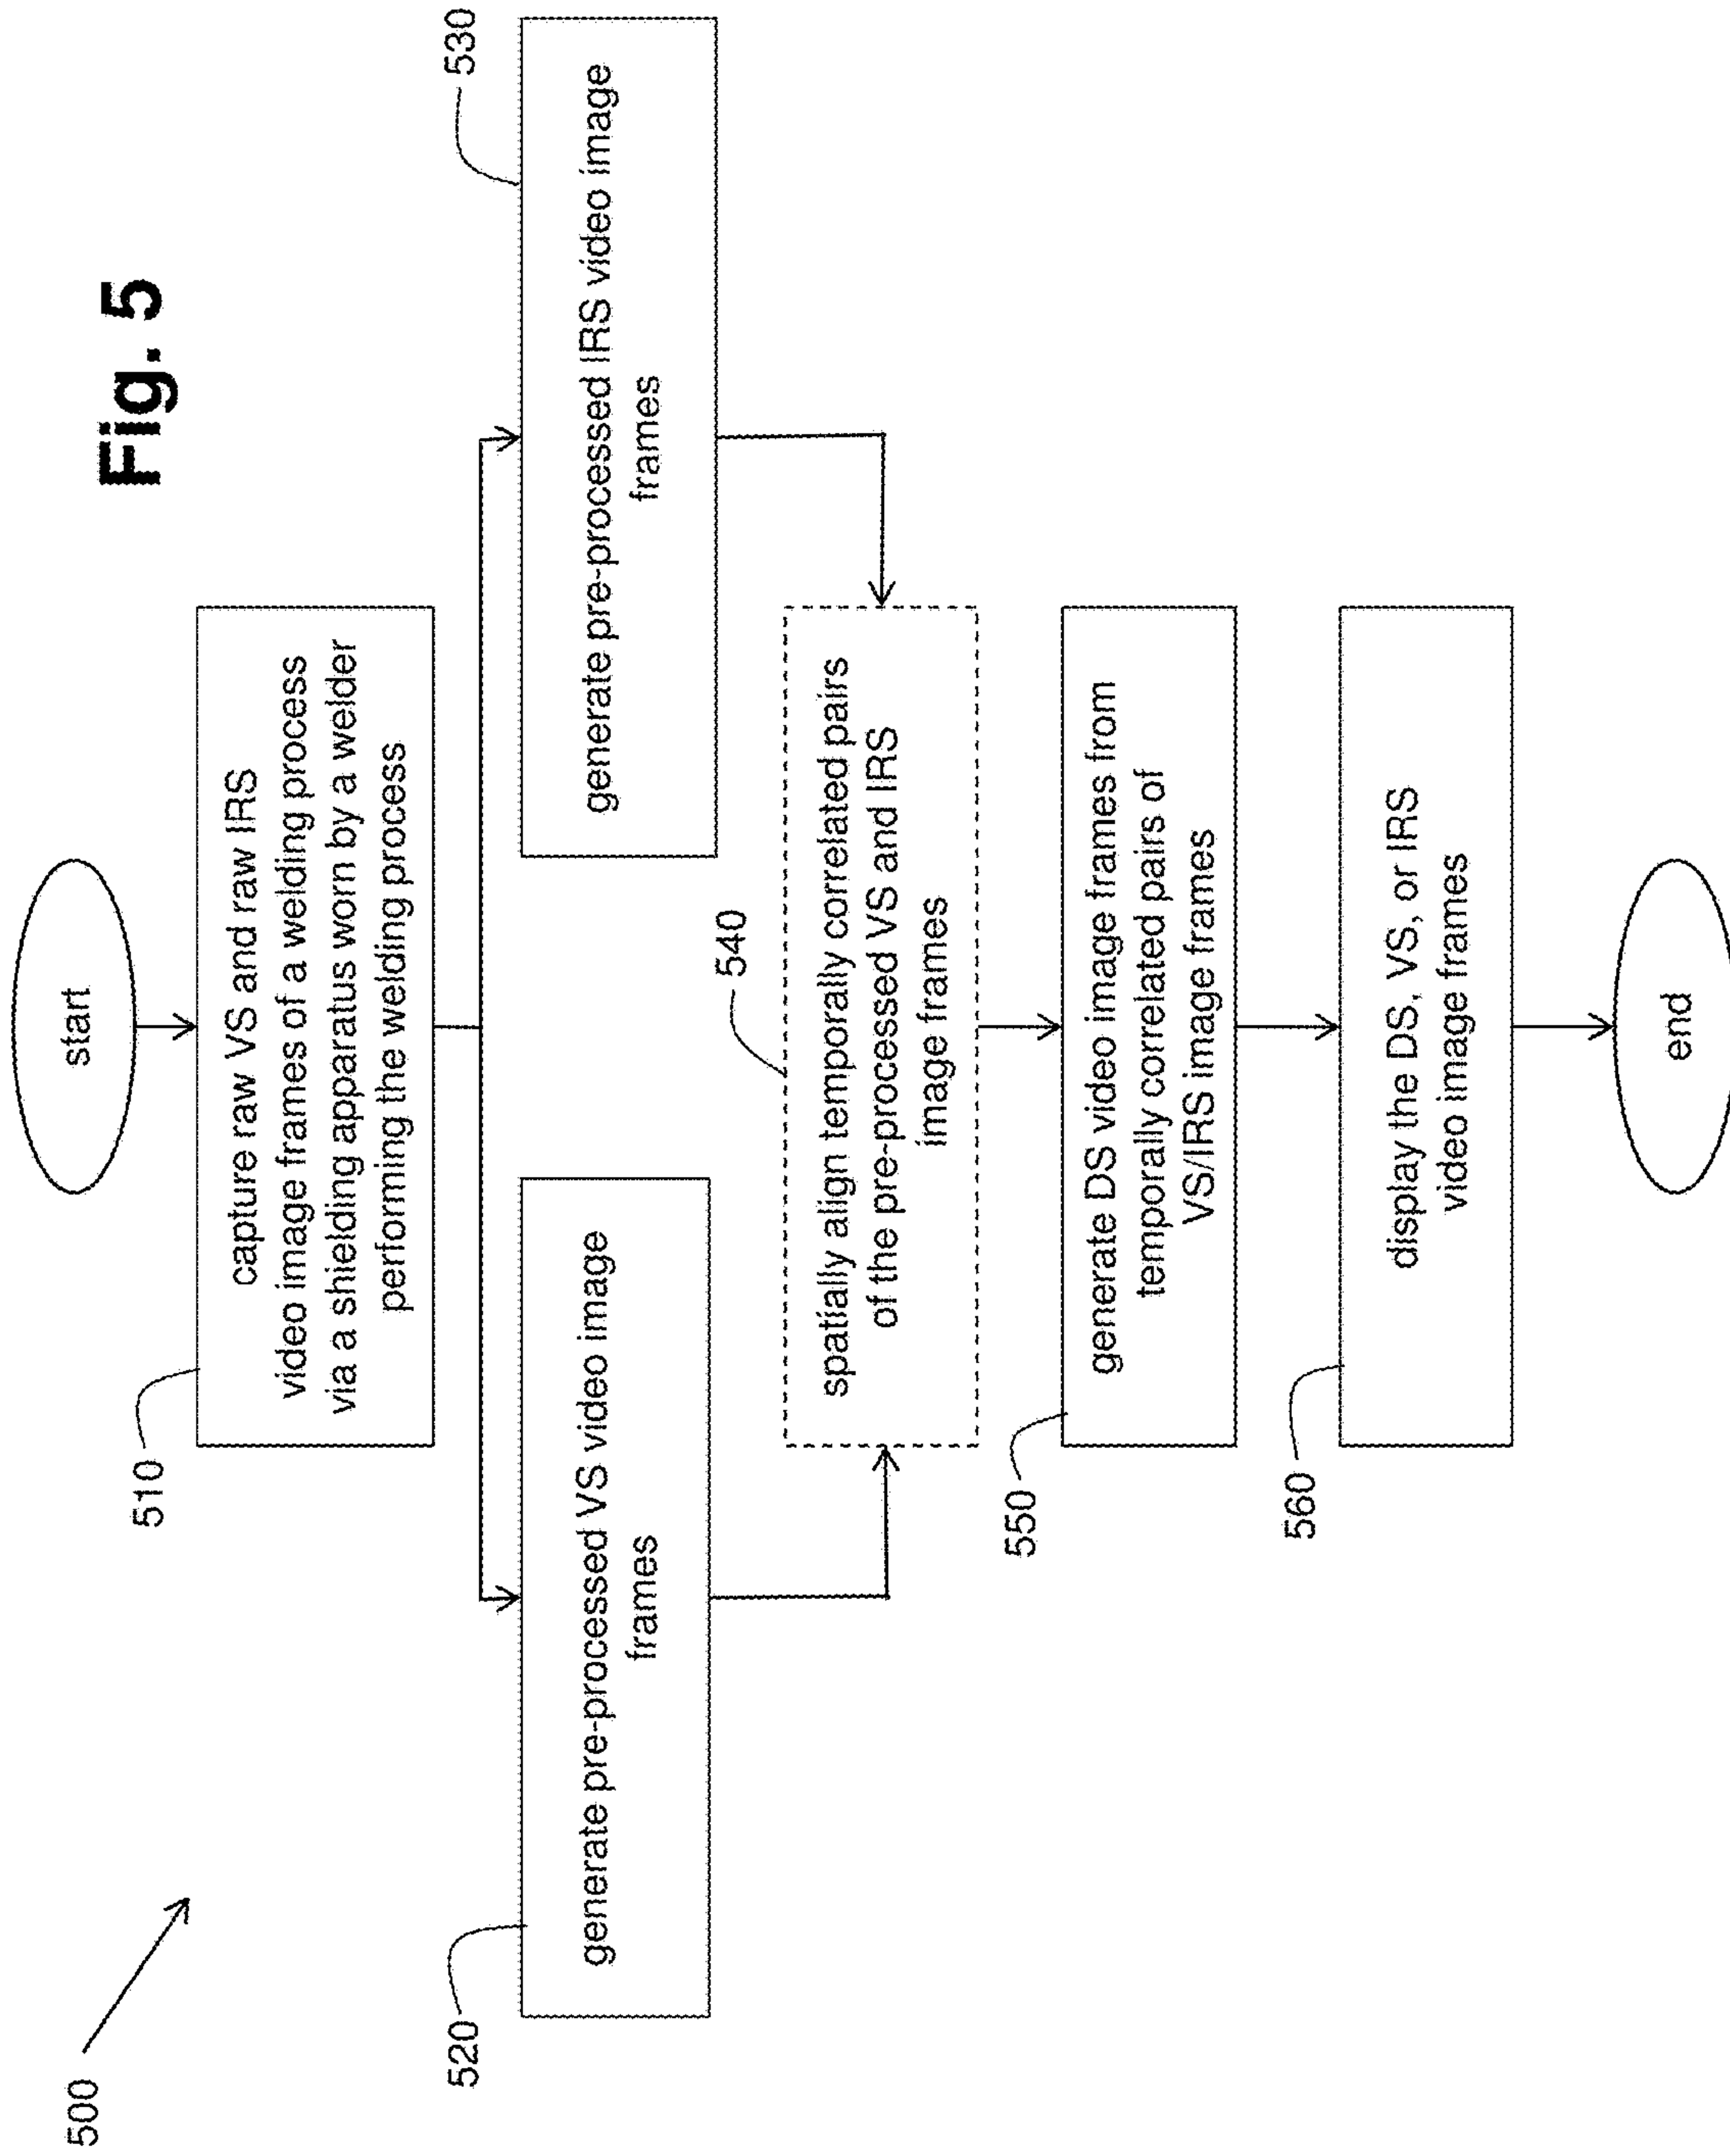 Fig. 5
500
start
510
capture raw VS and raw IRS
video image frames of a welding process
via a shielding apparatus worn by a welder
performing the welding process
520
generate pre-processed VS video image
frames
530
generate pre-processed IRS video image
frames
540
spatially align temporally correlated pairs
of the pre-processed VS and IRS
image frames
550
generate DS video image frames from
temporally correlated pairs of
VS/IRS image frames
560
display the DS, VS, or IRS
video image frames
end